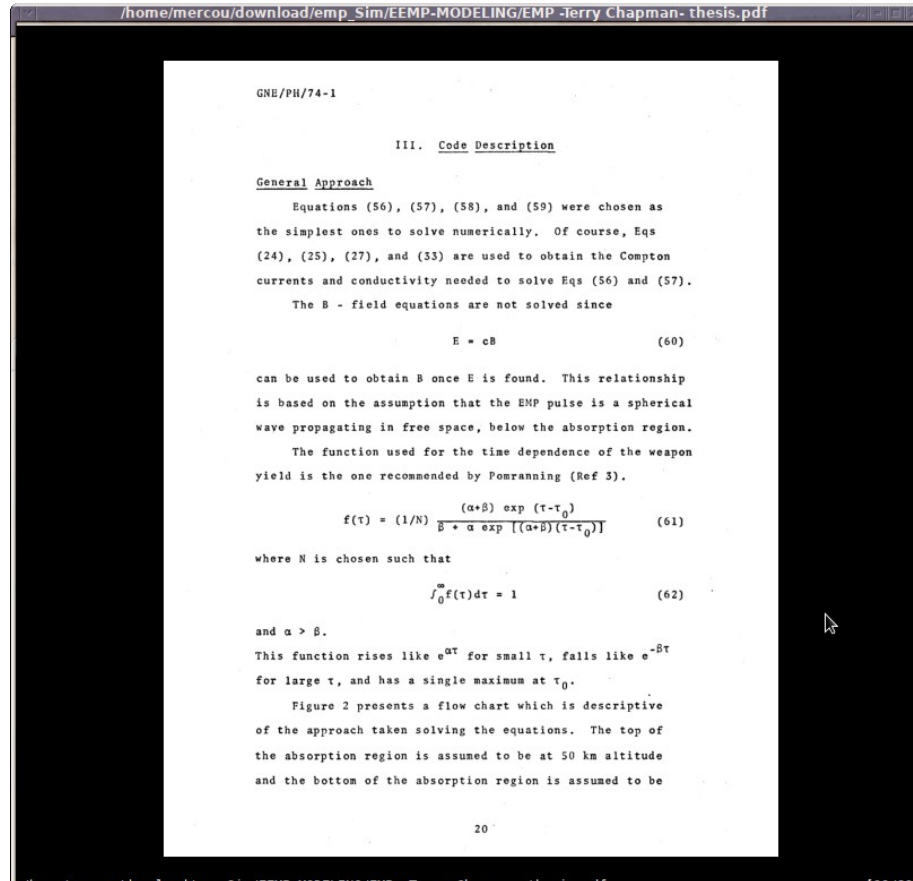 /home/mercou/download/emp_Sim/EEMP-MODELING/EMP -Terry Chapman- thesis.pdf
GNE/PH/74-1
III. Code Description
General Approach
Equations (56), (57), (58), and (59) were chosen as
the simplest ones to solve numerically. Of course, Eqs
(24), (25), (27), and (33) are used to obtain the Compton
currents and conductivity needed to solve Eqs (56) and (57).
The B - field equations are not solved since
E = cB (60)
can be used to obtain B once E is found. This relationship
is based on the assumption that the EMP pulse is a spherical
wave propagating in free space, below the absorption region.
The function used for the time dependence of the weapon
yield is the one recommended by Pomranning (Ref 3).
f(τ) = (1/N) (α+β) exp (τ-τ₀) / β + α exp [(α+β)(τ-τ₀)] (61)
where N is chosen such that
∫₀^∞ f(τ)dτ = 1 (62)
and α > β.
This function rises like e^ατ for small τ, falls like e^-βτ
for large τ, and has a single maximum at τ₀.
Figure 2 presents a flow chart which is descriptive
of the approach taken solving the equations. The top of
the absorption region is assumed to be at 50 km altitude
and the bottom of the absorption region is assumed to be
20